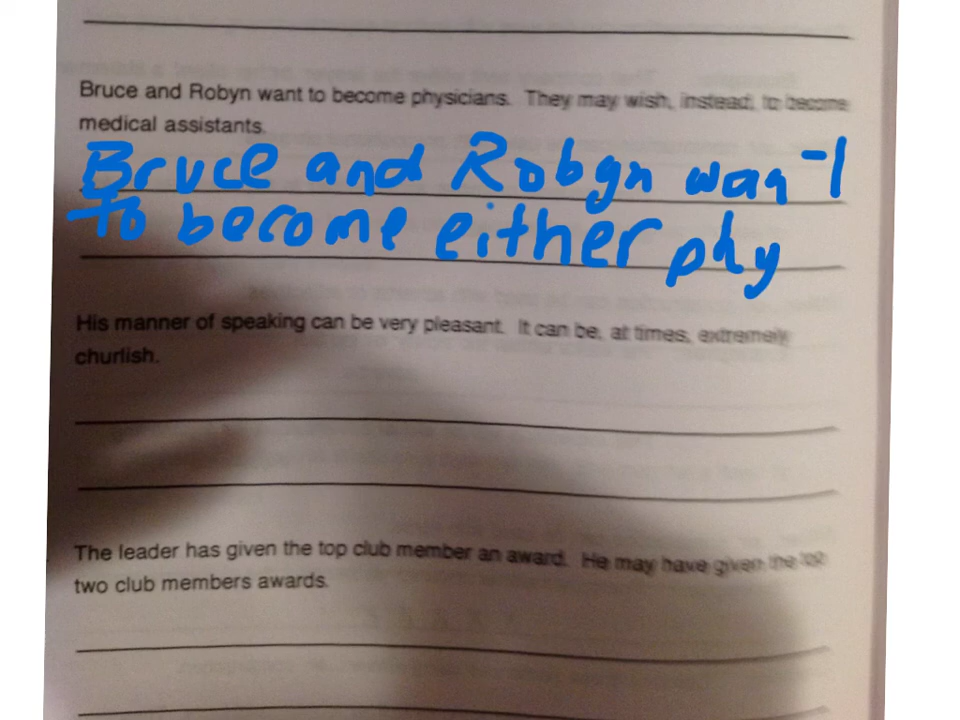 Bruce and Robyn want to become physicians. They may wish, instead, to become
medical assistants.
Bruce and Robyn want
to become either phy
His manner of speaking can be very pleasant. It can be, at times, extremely
churlish.
The leader has given the top club member an award. He may have given the top
two club members awards.